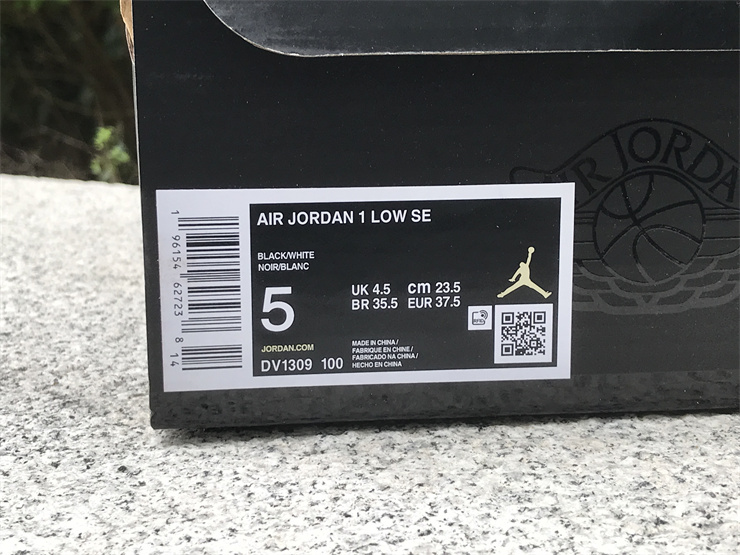 AIR JORDAN 1 LOW SE
BLACK/WHITE
NOIR/BLANC
5
UK 4.5 cm 23.5
BR 35.5 EUR 37.5
JORDAN.COM
DV1309 100
MADE IN CHINA /
FABRIQUE EN CHINE /
FABRICADO NA CHINA /
HECHO EN CHINA
RFID
1 96154 62723 8 14
AIR JORDA